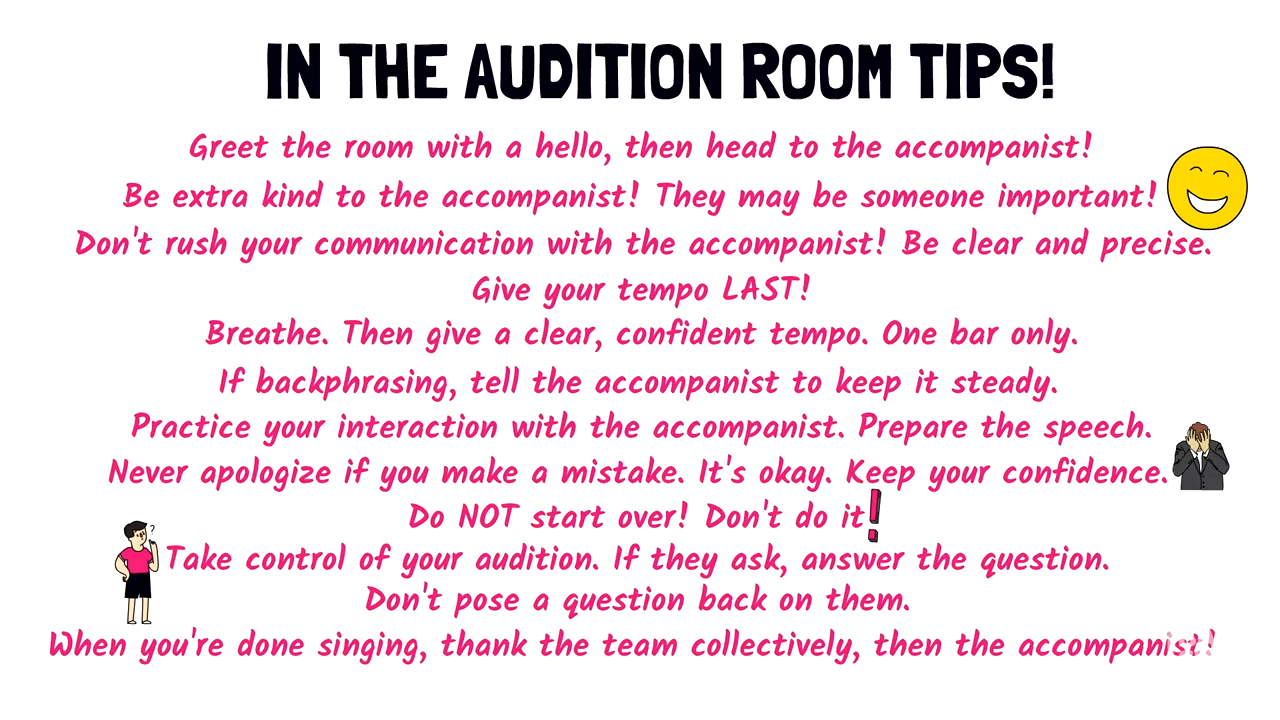 IN THE AUDITION ROOM TIPS!
Greet the room with a hello, then head to the accompanist!
Be extra kind to the accompanist! They may be someone important!
Don't rush your communication with the accompanist! Be clear and precise.
Give your tempo LAST!
Breathe. Then give a clear, confident tempo. One bar only.
If backphrasing, tell the accompanist to keep it steady.
Practice your interaction with the accompanist. Prepare the speech.
Never apologize if you make a mistake. It's okay. Keep your confidence.
Do NOT start over! Don't do it!
Take control of your audition. If they ask, answer the question.
Don't pose a question back on them.
When you're done singing, thank the team collectively, then the accompanist!